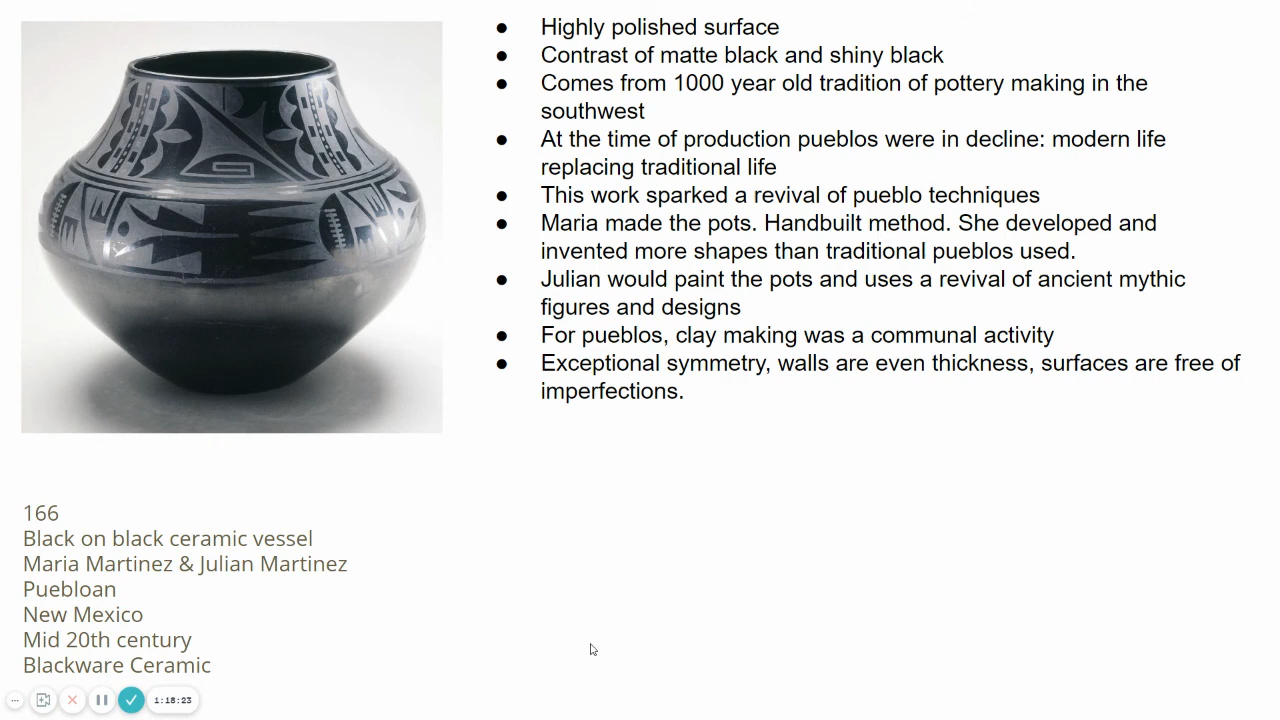 ● Highly polished surface
● Contrast of matte black and shiny black
● Comes from 1000 year old tradition of pottery making in the
southwest
● At the time of production pueblos were in decline: modern life
replacing traditional life
● This work sparked a revival of pueblo techniques
● Maria made the pots. Handbuilt method. She developed and
invented more shapes than traditional pueblos used.
● Julian would paint the pots and uses a revival of ancient mythic
figures and designs
● For pueblos, clay making was a communal activity
● Exceptional symmetry, walls are even thickness, surfaces are free of
imperfections.
166
Black on black ceramic vessel
Maria Martinez & Julian Martinez
Puebloan
New Mexico
Mid 20th century
Blackware Ceramic
1:18:23